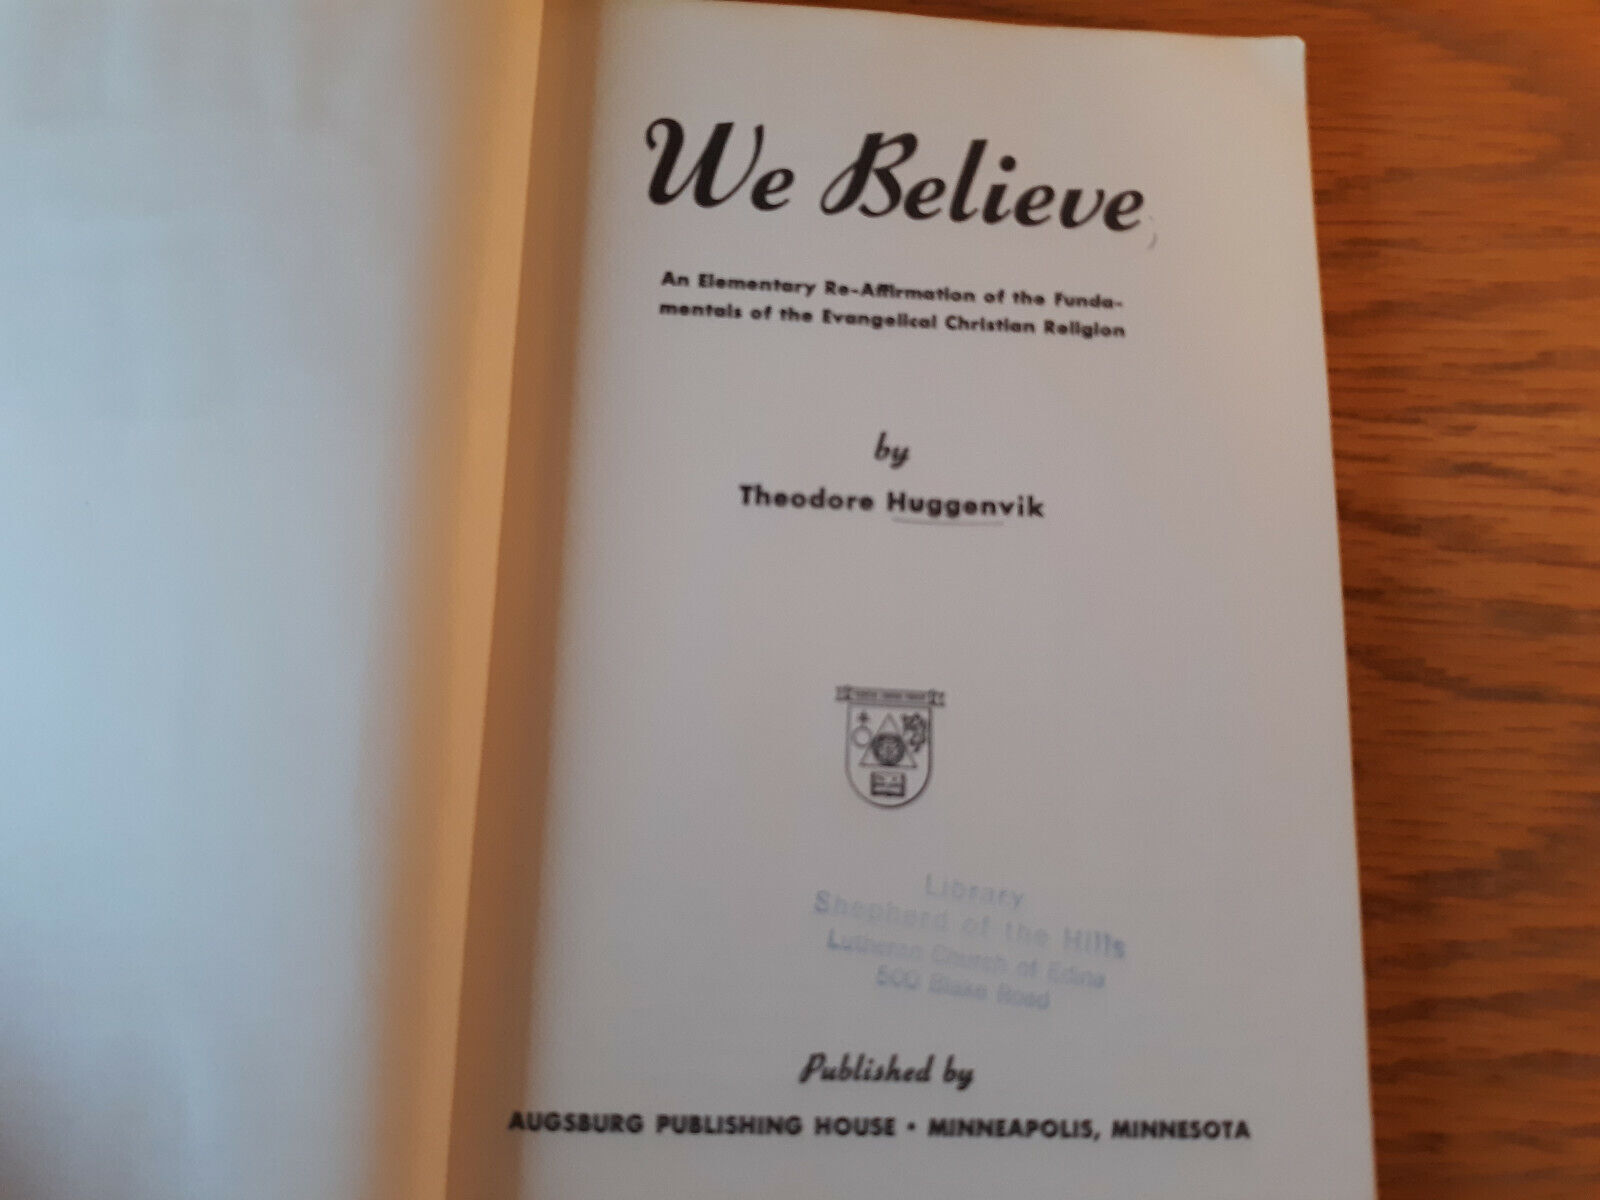 We Believe
An Elementary Re-Affirmation of the Funda-
mentals of the Evangelical Christian Religion
by
Theodore Huggenvik
Library
Shepherd of the Hills
Lutheran Church of Edina
500 Blake Road
Published by
AUGSBURG PUBLISHING HOUSE • MINNEAPOLIS, MINNESOTA